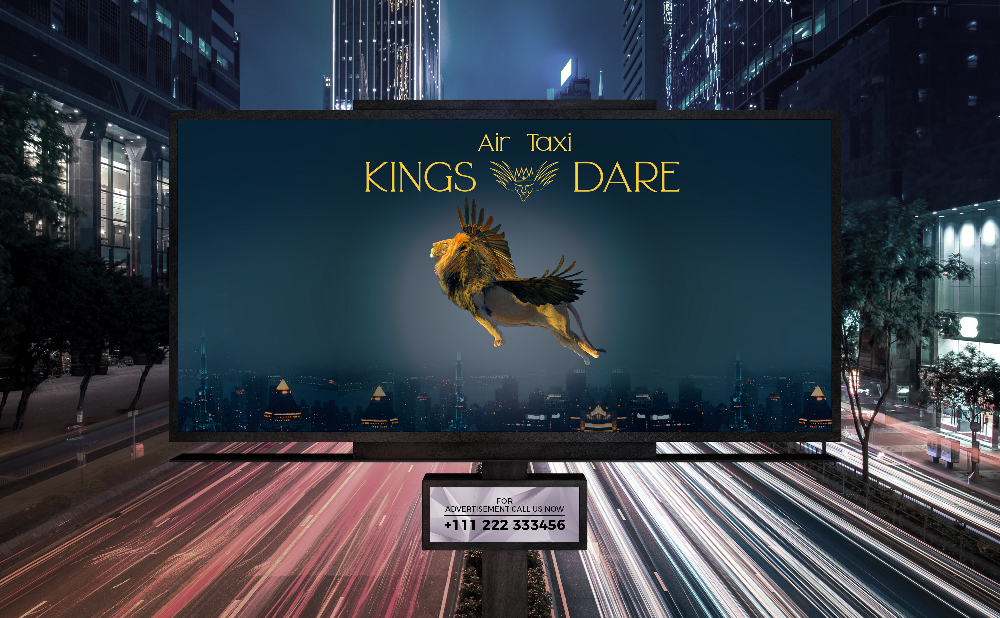 Air Taxi
KINGS DARE
FOR
ADVERTISEMENT CALL US NOW
+111 222 333456